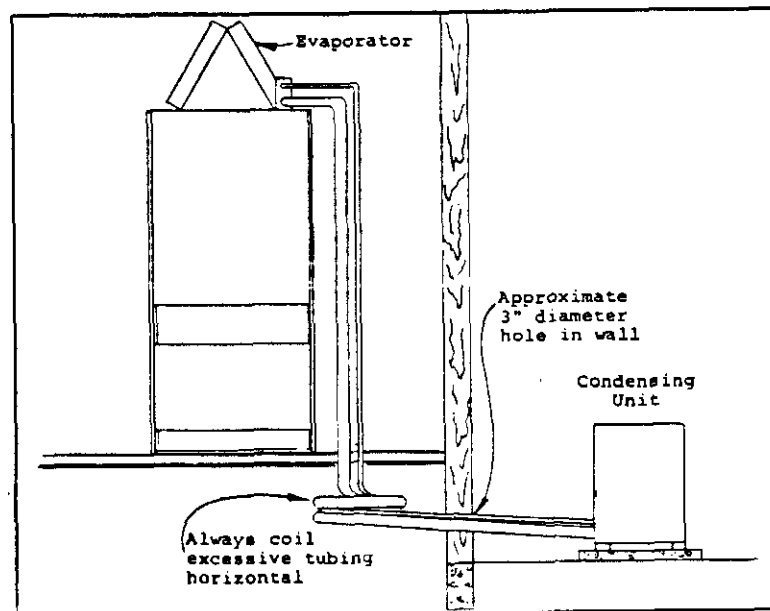 Evaporator
Approximate
3" diameter
hole in wall
Condensing
Unit
Always coil
excessive tubing
horizontal